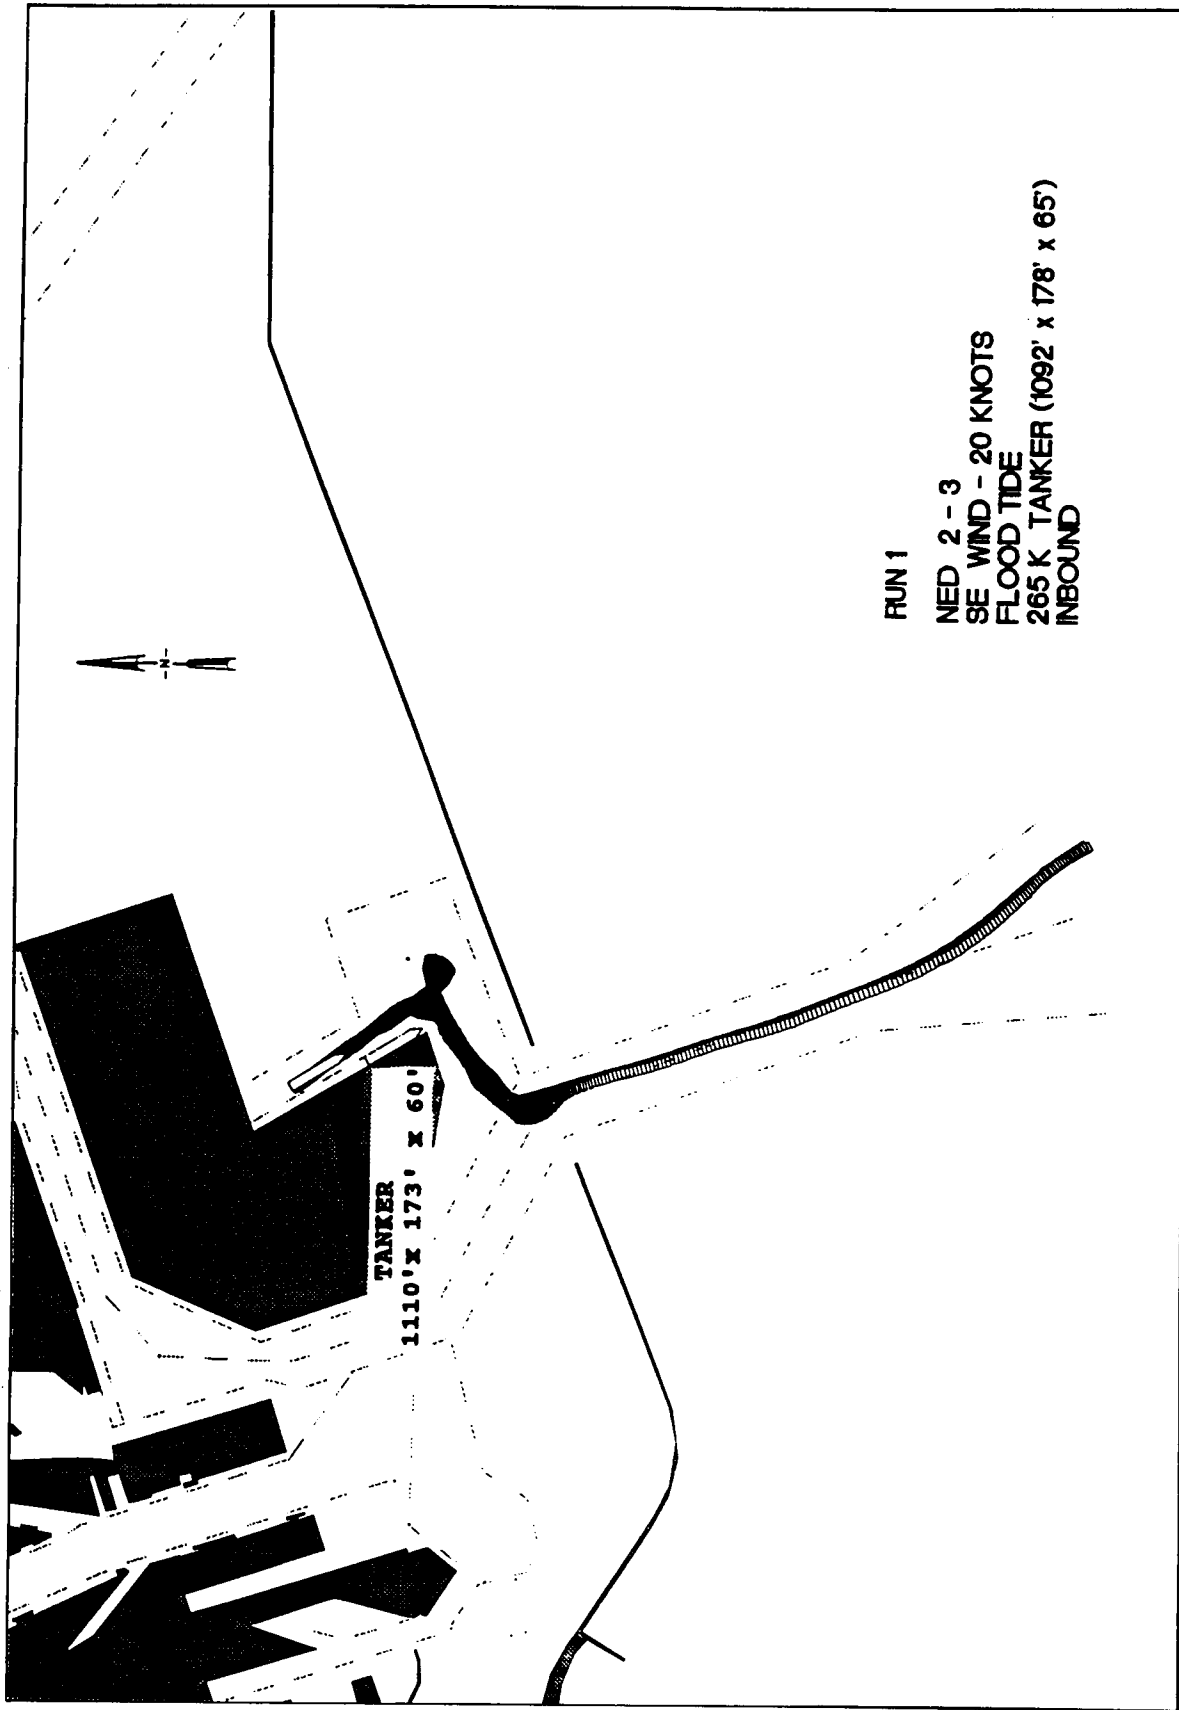 -N-
TANKER
1110'X 173' X 60'
RUN 1
NED 2 - 3
SE WIND - 20 KNOTS
FLOOD TIDE
265 K TANKER (1092' x 178' x 65')
INBOUND